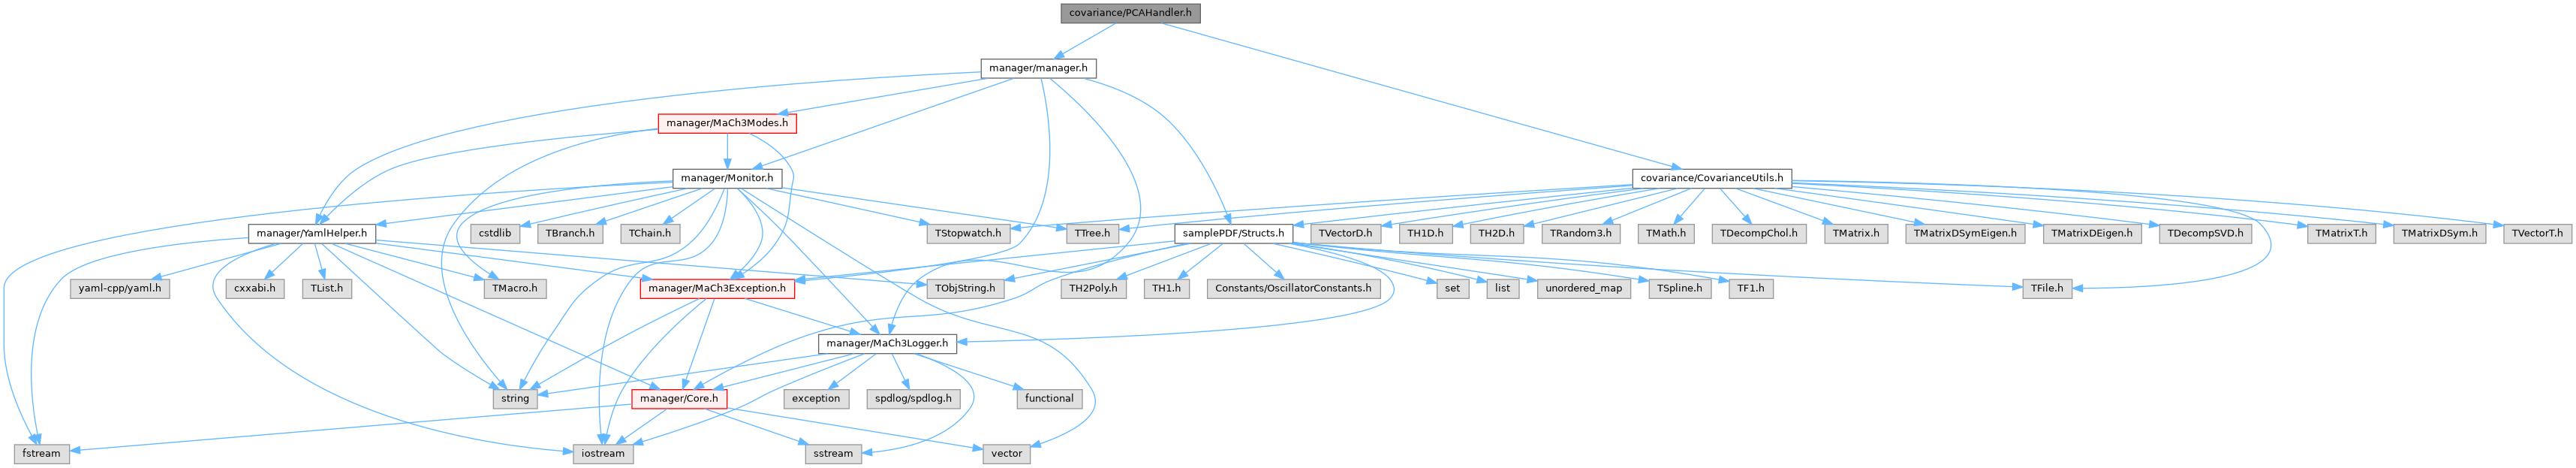 covariance/PCAHandler.h
manager/manager.h
manager/MaCh3Modes.h
manager/Monitor.h
covariance/CovarianceUtils.h
manager/YamlHelper.h
cstdlib
TBranch.h
TChain.h
TStopwatch.h
TTree.h
samplePDF/Structs.h
TVectorD.h
TH1D.h
TH2D.h
TRandom3.h
TMath.h
TDecompChol.h
TMatrix.h
TMatrixDSymEigen.h
TMatrixDEigen.h
TDecompSVD.h
TMatrixT.h
TMatrixDSym.h
TVectorT.h
yaml-cpp/yaml.h
cxxabi.h
TList.h
TMacro.h
manager/MaCh3Exception.h
TObjString.h
TH2Poly.h
TH1.h
Constants/OscillatorConstants.h
set
list
unordered_map
TSpline.h
TF1.h
TFile.h
manager/MaCh3Logger.h
string
manager/Core.h
exception
spdlog/spdlog.h
functional
fstream
iostream
sstream
vector